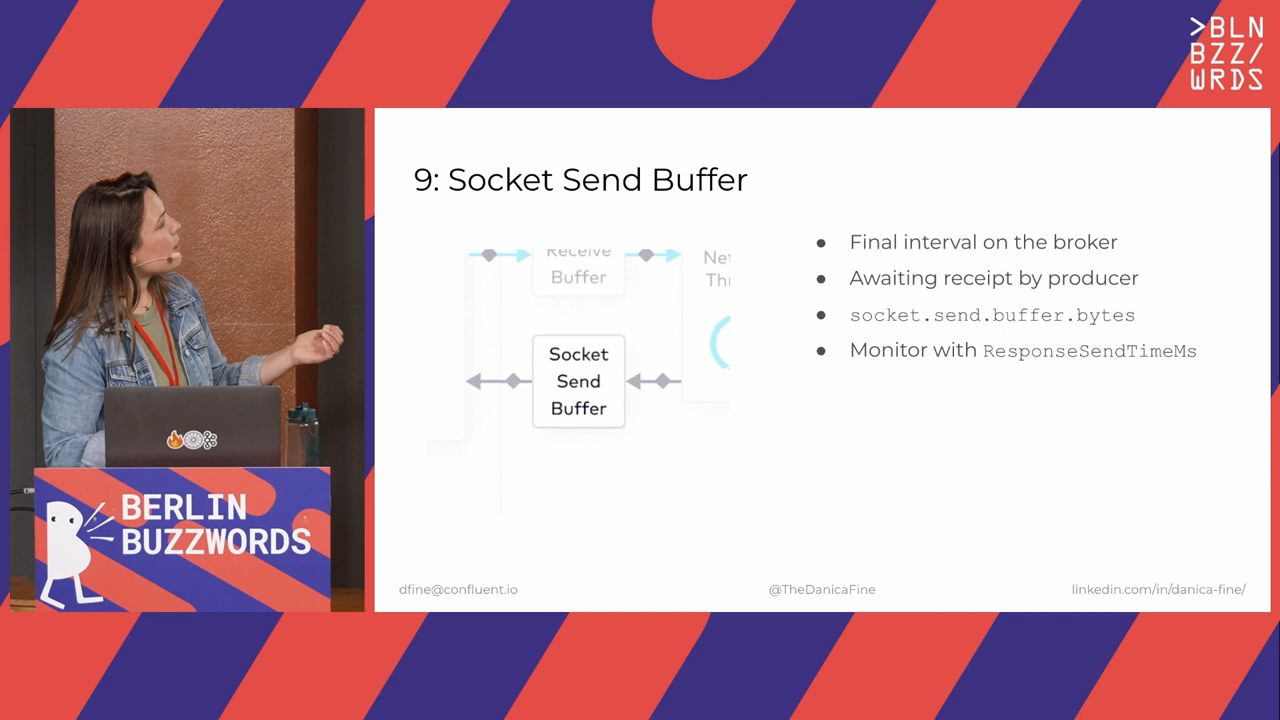 >BLN
BZZ/
WRDS
9: Socket Send Buffer
Receive
Buffer
Socket
Send
Buffer
Final interval on the broker
Awaiting receipt by producer
socket.send.buffer.bytes
Monitor with ResponseSendTimeMs
dfine@confluent.io
@TheDanicaFine
linkedin.com/in/danica-fine/
BERLIN
BUZZWORDS